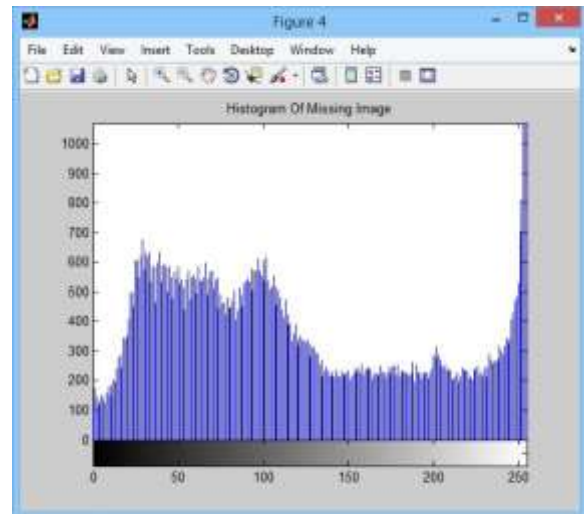 Figure 4
File Edit View Insert Tools Desktop Window Help
Histogram Of Missing Image
1000
900
800
700
600
500
400
300
200
100
0
0 50 100 150 200 250